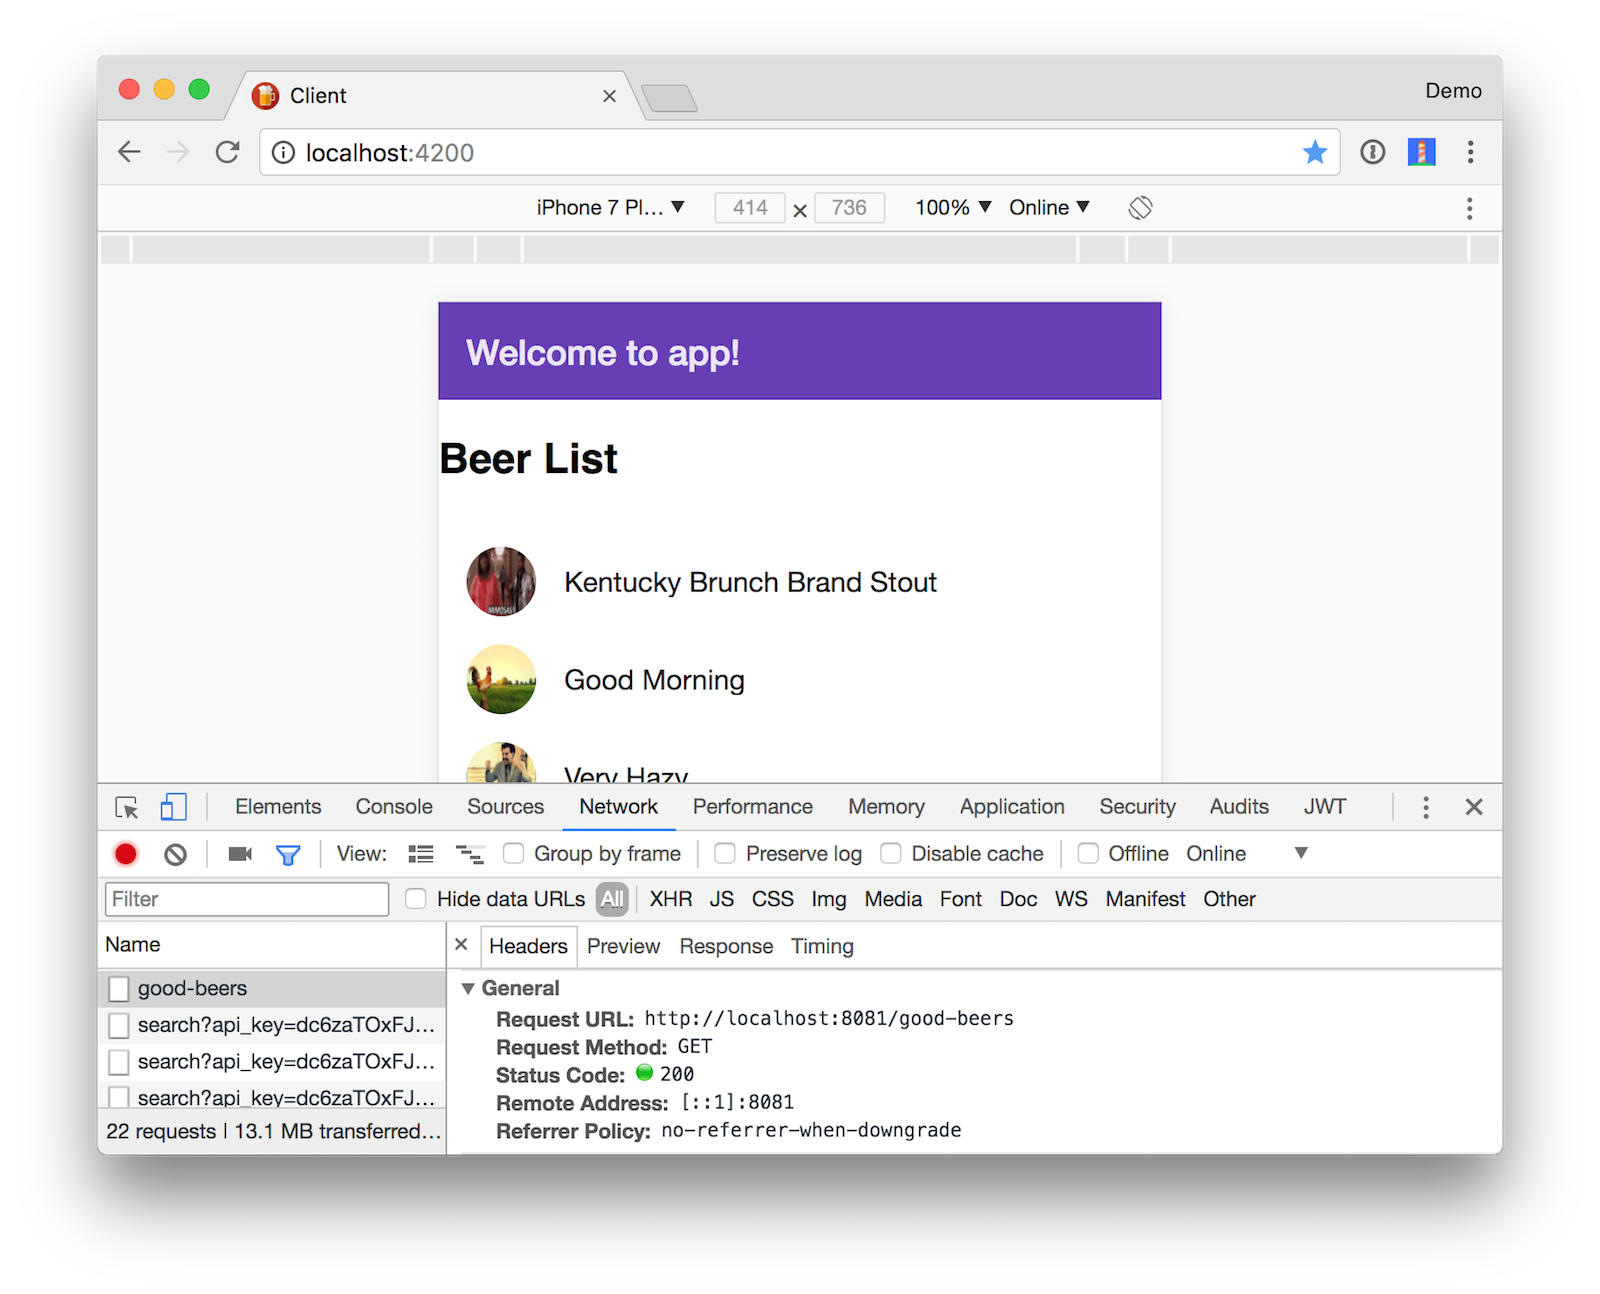 Client
Demo
localhost:4200
iPhone 7 Pl... 414 × 736 100% Online
Welcome to app!
Beer List
Kentucky Brunch Brand Stout
Good Morning
Very Hazy
Elements Console Sources Network Performance Memory Application Security Audits JWT
View: Group by frame Preserve log Disable cache Offline Online
Filter Hide data URLs All XHR JS CSS Img Media Font Doc WS Manifest Other
Name
Headers Preview Response Timing
good-beers
search?api_key=dc6zaTOxFJ...
search?api_key=dc6zaTOxFJ...
search?api_key=dc6zaTOxFJ...
22 requests | 13.1 MB transferred...
General
Request URL: http://localhost:8081/good-beers
Request Method: GET
Status Code: 200
Remote Address: [::1]:8081
Referrer Policy: no-referrer-when-downgrade